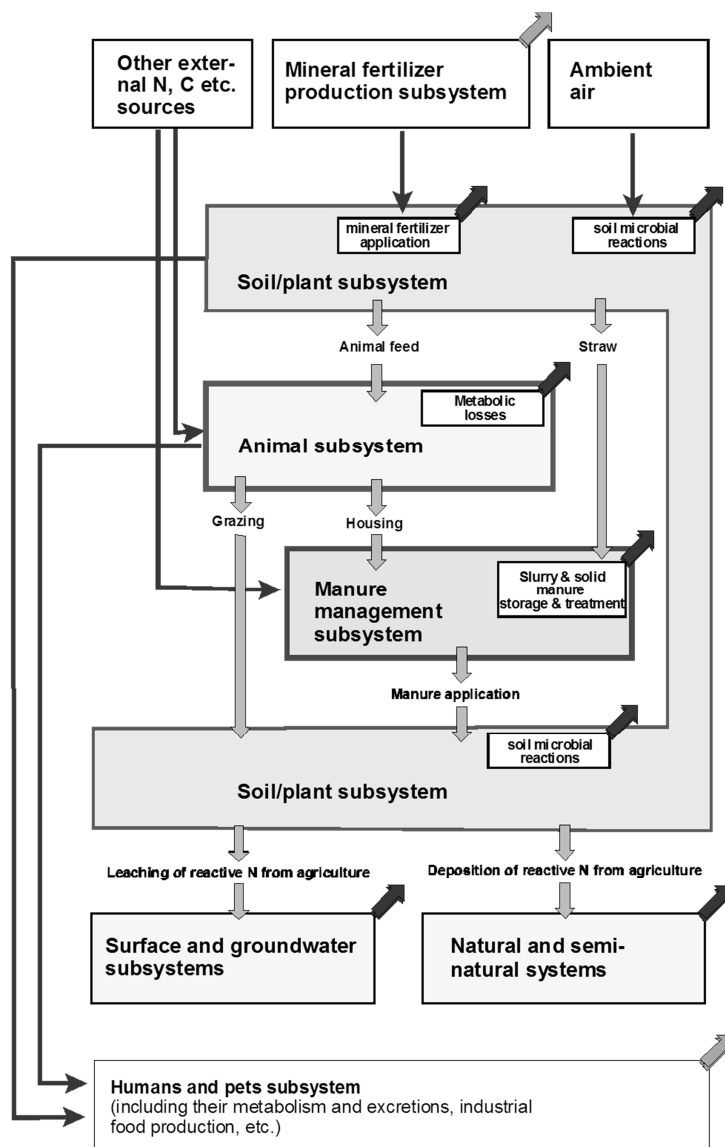 Other exter-
nal N, C etc.
sources
Mineral fertilizer
production subsystem
Ambient
air
mineral fertilizer
application
soil microbial
reactions
Soil/plant subsystem
Animal feed
Straw
Metabolic
losses
Animal subsystem
Grazing
Housing
Slurry & solid
manure
storage & treatment
Manure
management
subsystem
Manure application
soil microbial
reactions
Soil/plant subsystem
Leaching of reactive N from agriculture
Deposition of reactive N from agriculture
Surface and groundwater
subsystems
Natural and semi-
natural systems
Humans and pets subsystem
(including their metabolism and excretions, industrial
food production, etc.)